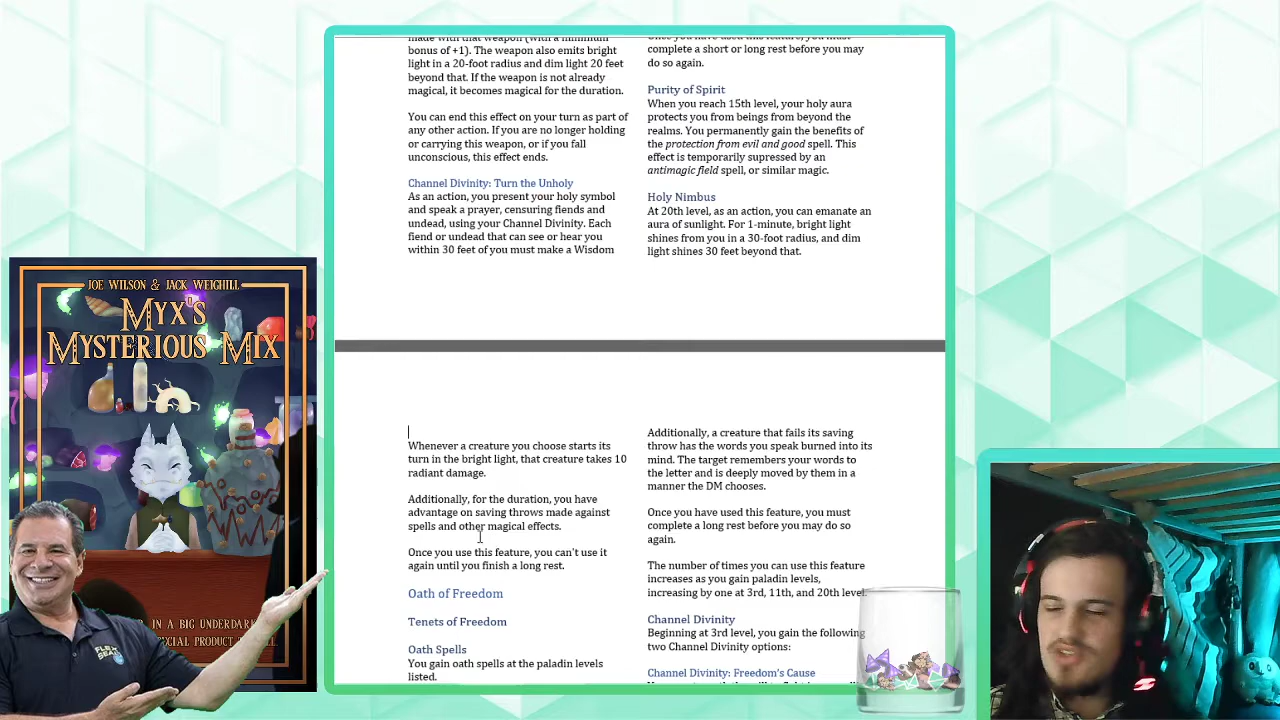 made with that weapon (with a minimum
bonus of +1). The weapon also emits bright
light in a 20-foot radius and dim light 20 feet
beyond that. If the weapon is not already
magical, it becomes magical for the duration.
You can end this effect on your turn as part of
any other action. If you are no longer holding
or carrying this weapon, or if you fall
unconscious, this effect ends.
Channel Divinity: Turn the Unholy
As an action, you present your holy symbol
and speak a prayer, censuring fiends and
undead, using your Channel Divinity. Each
fiend or undead that can see or hear you
within 30 feet of you must make a Wisdom
Once you have used this feature, you must
complete a short or long rest before you may
do so again.
Purity of Spirit
When you reach 15th level, your holy aura
protects you from beings from beyond the
realms. You permanently gain the benefits of
the protection from evil and good spell. This
effect is temporarily supressed by an
antimagic field spell, or similar magic.
Holy Nimbus
At 20th level, as an action, you can emanate an
aura of sunlight. For 1-minute, bright light
shines from you in a 30-foot radius, and dim
light shines 30 feet beyond that.
Whenever a creature you choose starts its
turn in the bright light, that creature takes 10
radiant damage.
Additionally, for the duration, you have
advantage on saving throws made against
spells and other magical effects.
Once you use this feature, you can't use it
again until you finish a long rest.
Oath of Freedom
Tenets of Freedom
Oath Spells
You gain oath spells at the paladin levels
listed.
Additionally, a creature that fails its saving
throw has the words you speak burned into its
mind. The target remembers your words to
the letter and is deeply moved by them in a
manner the DM chooses.
Once you have used this feature, you must
complete a long rest before you may do so
again.
The number of times you can use this feature
increases as you gain paladin levels,
increasing by one at 3rd, 11th, and 20th level.
Channel Divinity
Beginning at 3rd level, you gain the following
two Channel Divinity options:
Channel Divinity: Freedom's Cause
JOE WILSON & JACK WEIGHILL
MYX'S
MYSTERIOUS MIX
IN A BIG UNDERDARK
PRODUCT
FLEX
SEAL